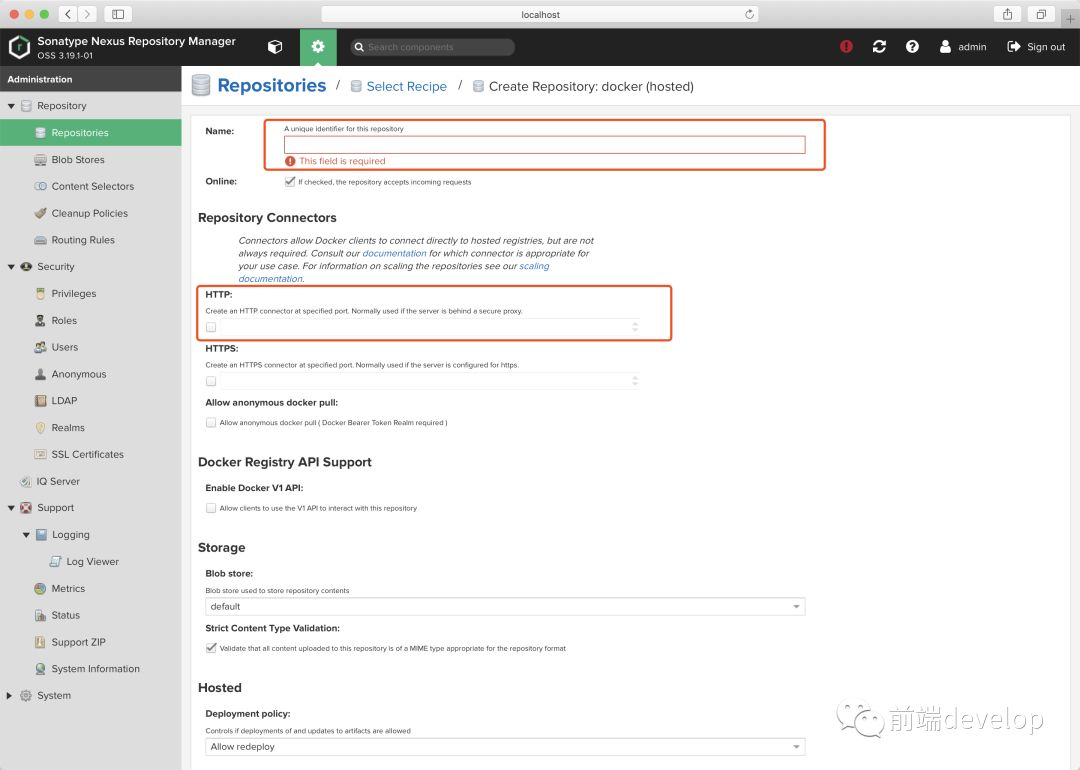 localhost
Sonatype Nexus Repository Manager
OSS 3.19.1-01
Search components
admin
Sign out
Administration
Repository
Repositories
Blob Stores
Content Selectors
Cleanup Policies
Routing Rules
Security
Privileges
Roles
Users
Anonymous
LDAP
Realms
SSL Certificates
IQ Server
Support
Logging
Log Viewer
Metrics
Status
Support ZIP
System Information
System
Repositories / Select Recipe / Create Repository: docker (hosted)
Name:
A unique identifier for this repository
This field is required
Online:
If checked, the repository accepts incoming requests
Repository Connectors
Connectors allow Docker clients to connect directly to hosted registries, but are not
always required. Consult our documentation for which connector is appropriate for
your use case. For information on scaling the repositories see our scaling
documentation.
HTTP:
Create an HTTP connector at specified port. Normally used if the server is behind a secure proxy.
HTTPS:
Create an HTTPS connector at specified port. Normally used if the server is configured for https.
Allow anonymous docker pull:
Allow anonymous docker pull ( Docker Bearer Token Realm required )
Docker Registry API Support
Enable Docker V1 API:
Allow clients to use the V1 API to interact with this repository
Storage
Blob store:
Blob store used to store repository contents
default
Strict Content Type Validation:
Validate that all content uploaded to this repository is of a MIME type appropriate for the repository format
Hosted
Deployment policy:
Controls if deployments of and updates to artifacts are allowed
Allow redeploy
前端develop